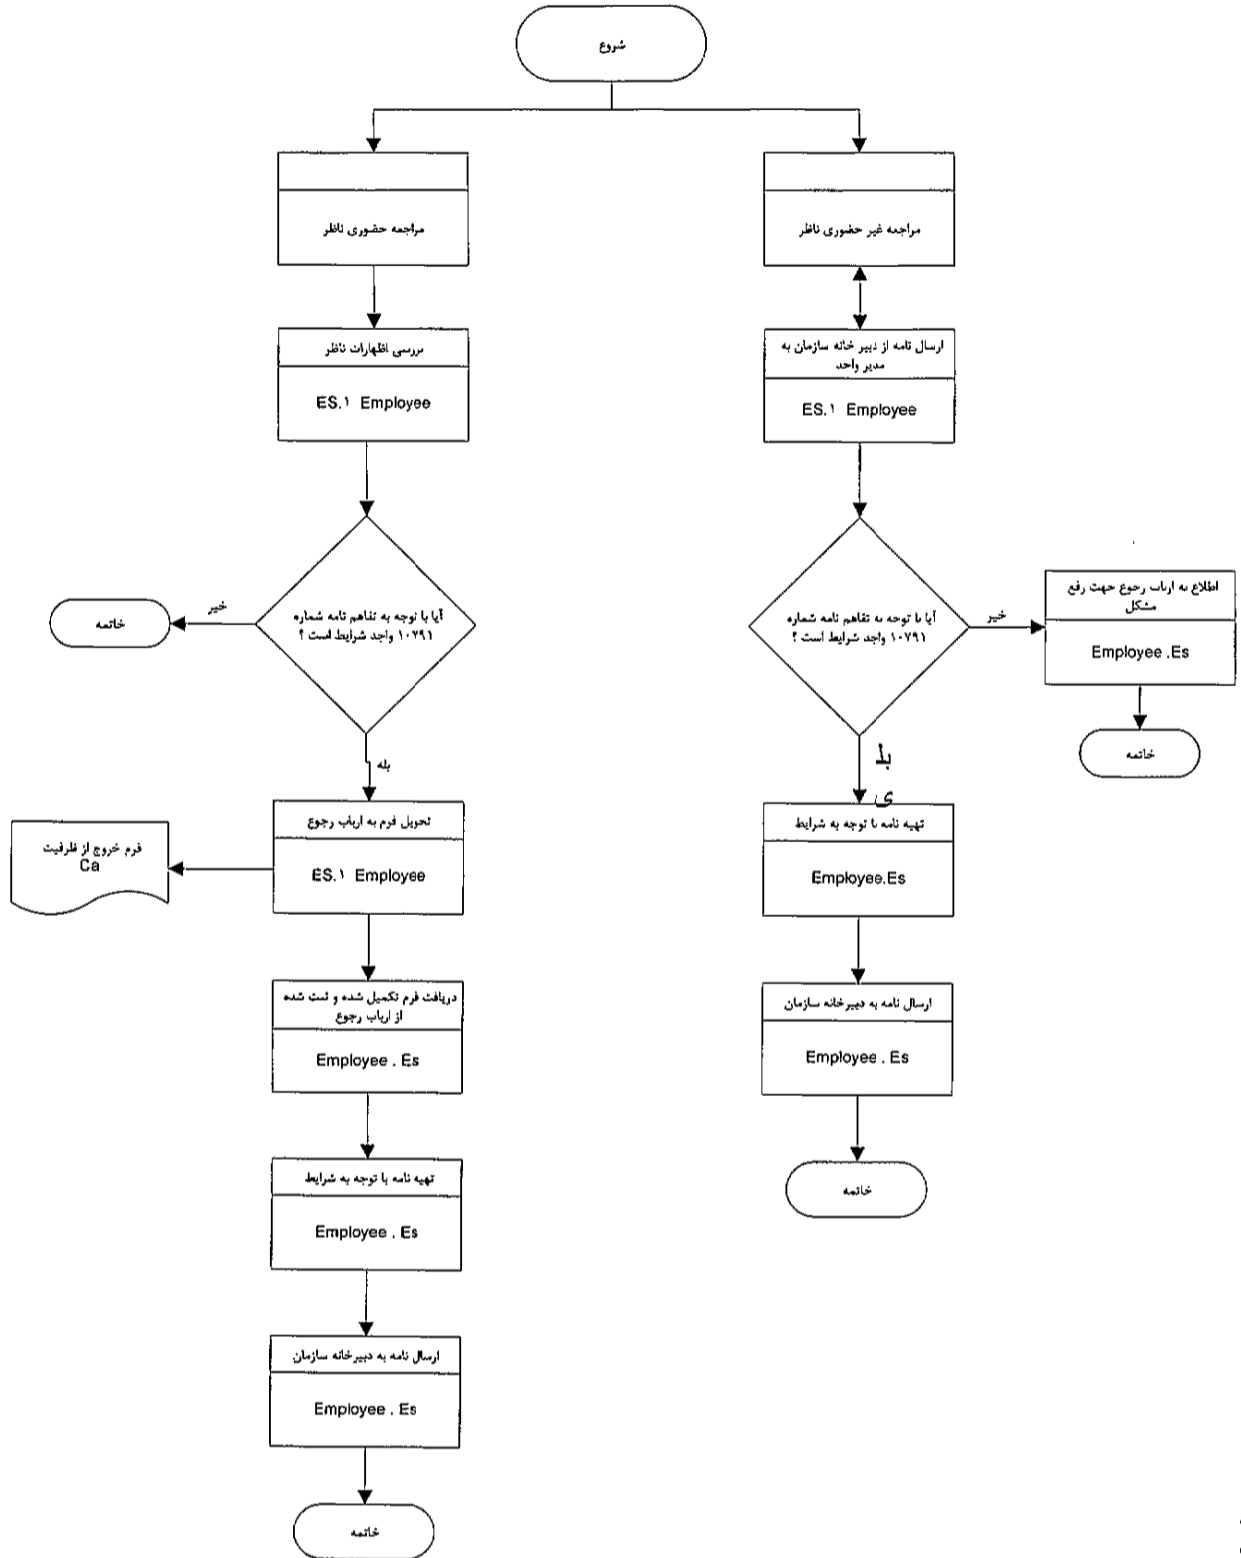 شروع
مراجعه حضوری ناظر
بررسی اظهارات ناظر
ES.۱ Employee
آیا با توجه به تفاهم نامه شماره
۱۰۷۹۱ واجد شرایط است ؟
خیر
خاتمه
بله
تحویل فرم به ارباب رجوع
ES.۱ Employee
فرم خروج از ظرفیت
Ca
دریافت فرم تکمیل شده و ثبت شده
از ارباب رجوع
Employee . Es
تهیه نامه با توجه به شرایط
Employee . Es
ارسال نامه به دبیرخانه سازمان
Employee . Es
خاتمه
مراجعه غیر حضوری ناظر
ارسال نامه از دبیر خانه سازمان به
مدیر واحد
ES.۱ Employee
آیا با توجه به تفاهم نامه شماره
۱۰۷۹۱ واجد شرایط است ؟
خیر
اطلاع به ارباب رجوع جهت رفع
مشکل
Employee .Es
خاتمه
بل
ی
تهیه نامه با توجه به شرایط
Employee.Es
ارسال نامه به دبیرخانه سازمان
Employee . Es
خاتمه